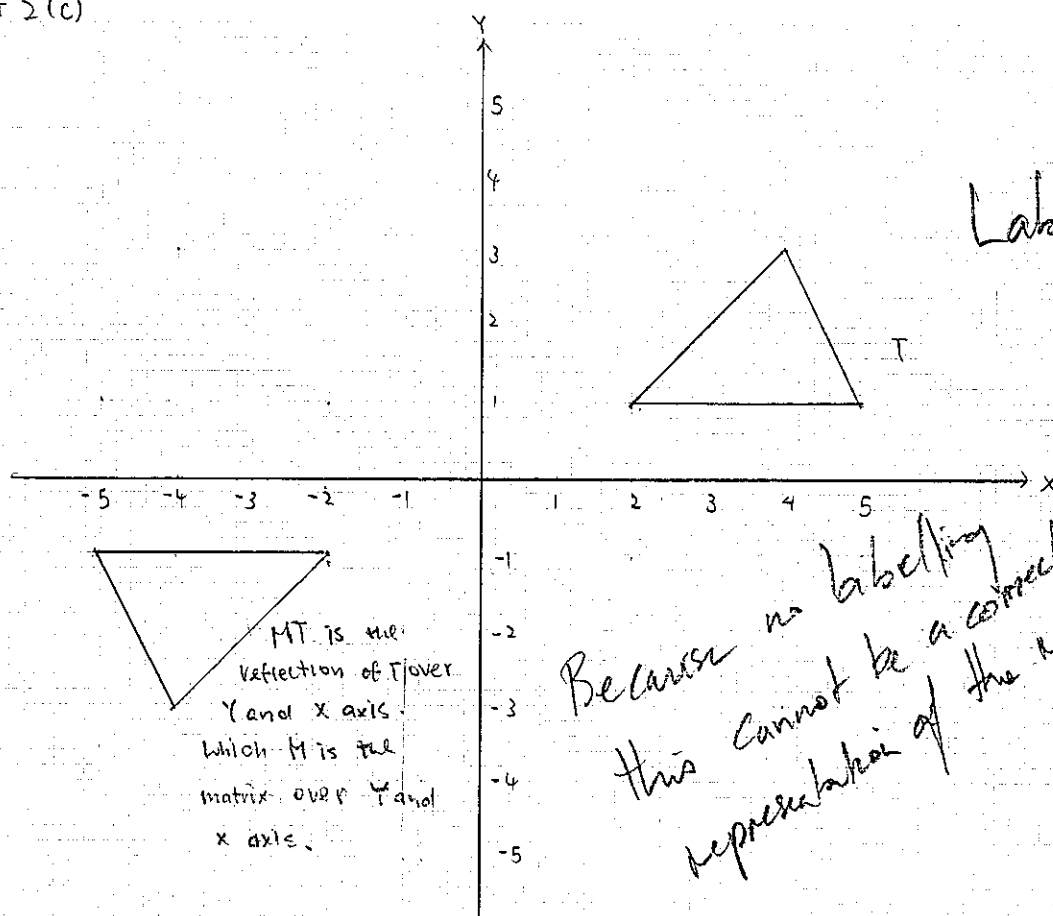 2(c)
Y
5
4
Lab
3
2
T
1
-5 -4 -3 -2 -1 1 2 3 4 5 X
-1
MT is the
reflection of T over
Y and X axis.
which M is the
matrix over Y and
X axis.
-2
-3
-4
-5
Because no labelling
this cannot be a correct
representation of the